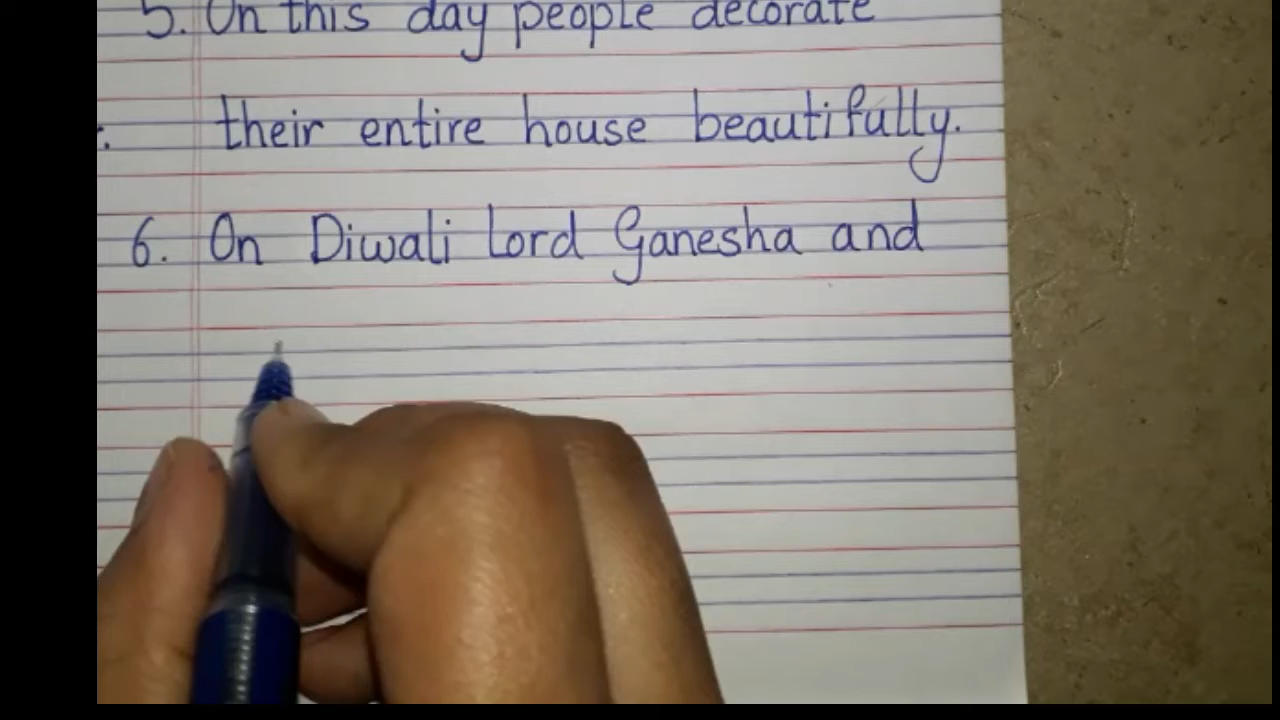 5. On this day people decorate
their entire house beautifully.
6. On Diwali Lord Ganesha and